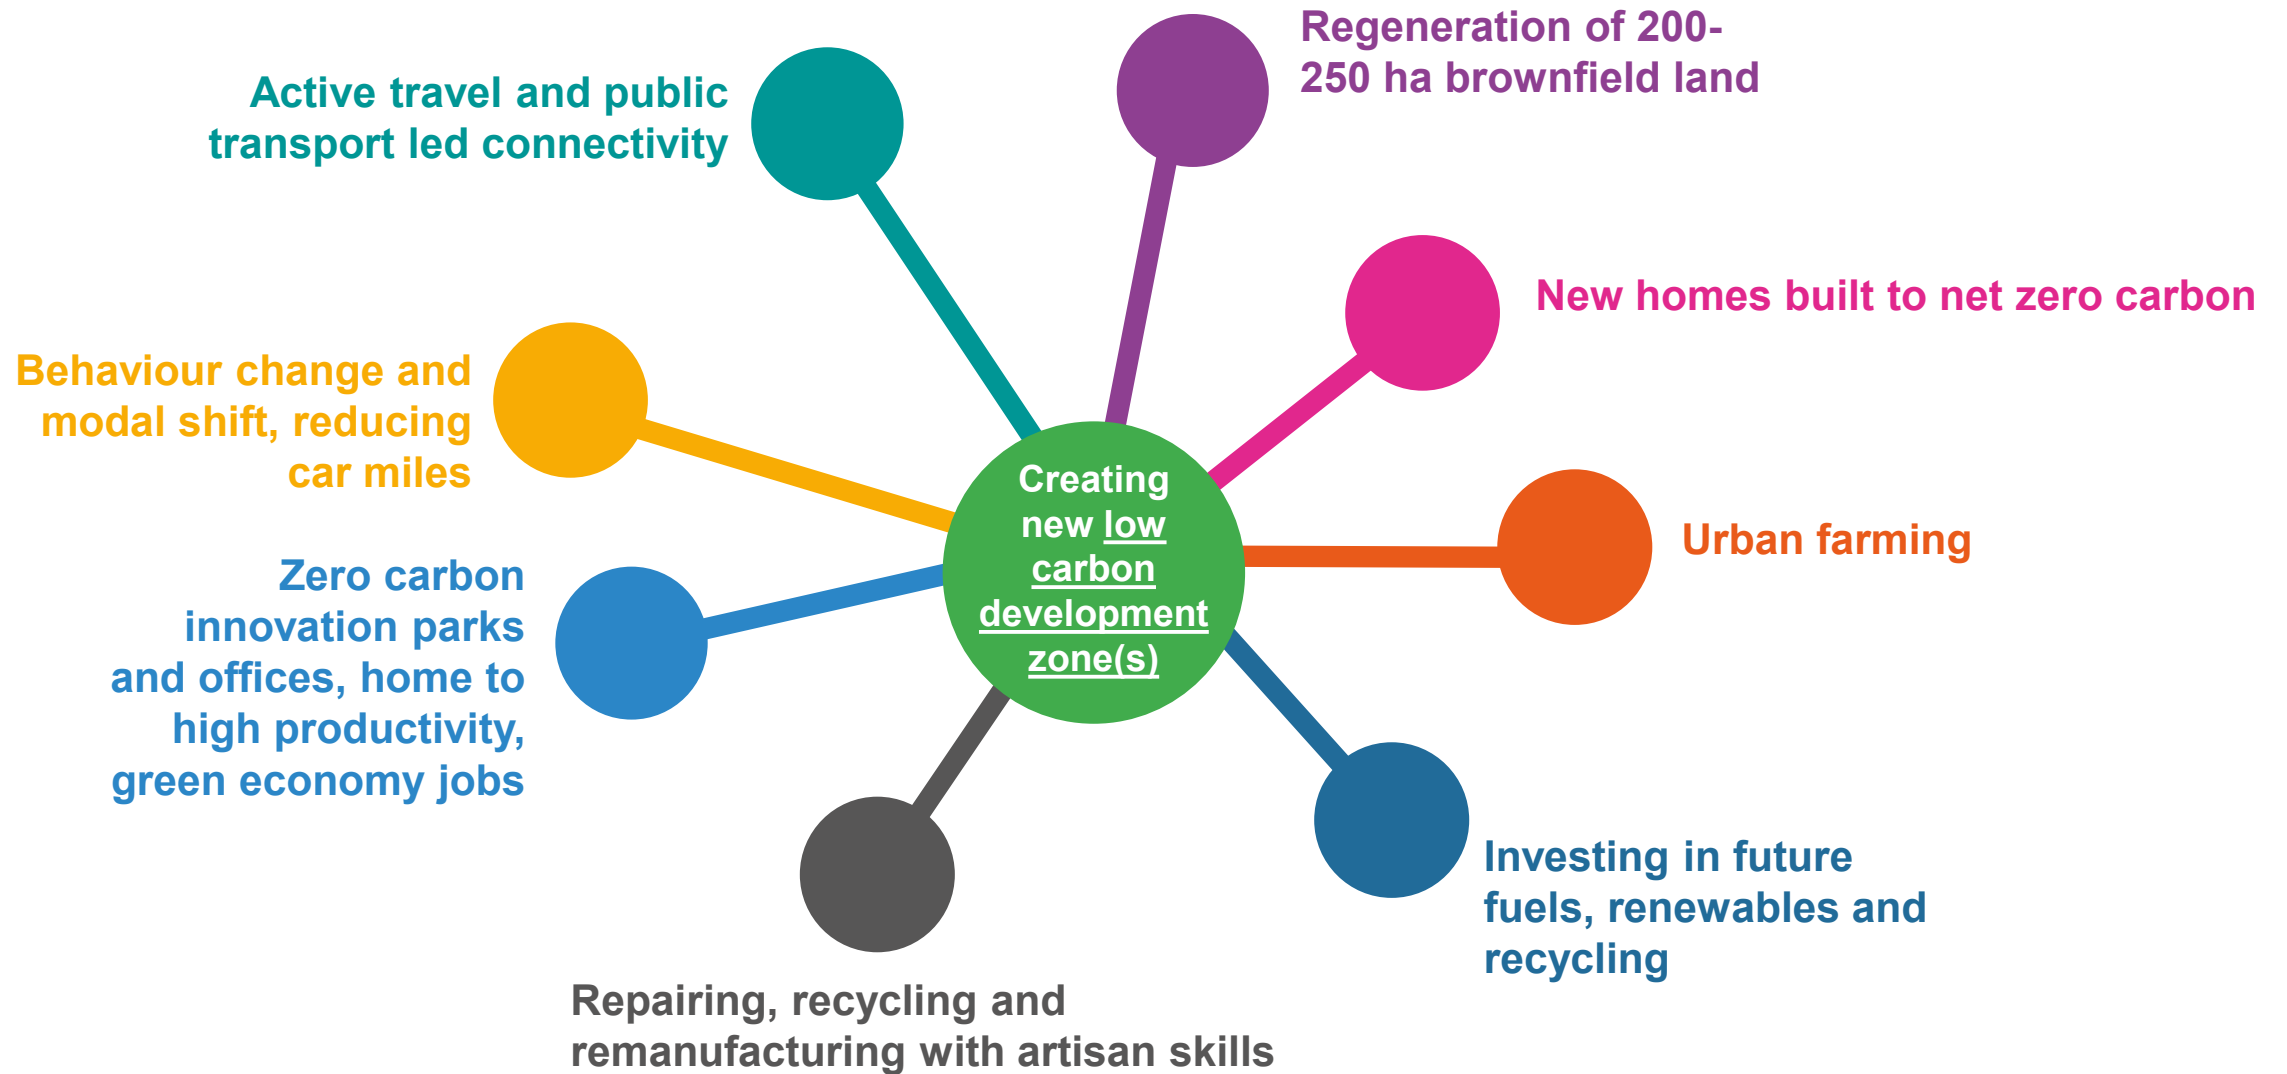 Regeneration of 200-
250 ha brownfield land
Active travel and public
transport led connectivity
New homes built to net zero carbon
Behaviour change and
modal shift, reducing
car miles
Creating
new low
carbon
development
zone(s)
Urban farming
Zero carbon
innovation parks
and offices, home to
high productivity,
green economy jobs
Investing in future
fuels, renewables and
recycling
Repairing, recycling and
remanufacturing with artisan skills